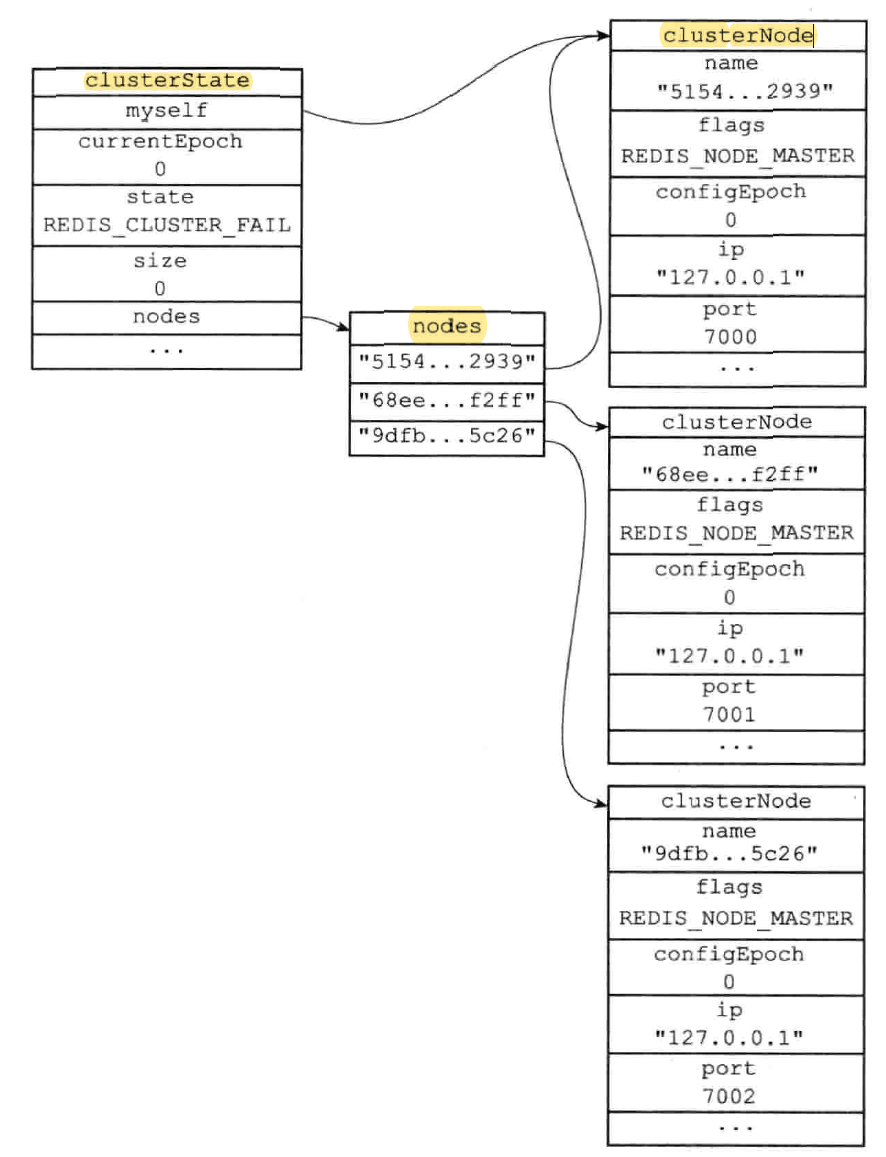 clusterState
myself
currentEpoch
0
state
REDIS_CLUSTER_FAIL
size
0
nodes
...
nodes
"5154...2939"
"68ee...f2ff"
"9dfb...5c26"
clusterNode
name
"5154...2939"
flags
REDIS_NODE_MASTER
configEpoch
0
ip
"127.0.0.1"
port
7000
...
clusterNode
name
"68ee...f2ff"
flags
REDIS_NODE_MASTER
configEpoch
0
ip
"127.0.0.1"
port
7001
...
clusterNode
name
"9dfb...5c26"
flags
REDIS_NODE_MASTER
configEpoch
0
ip
"127.0.0.1"
port
7002
...